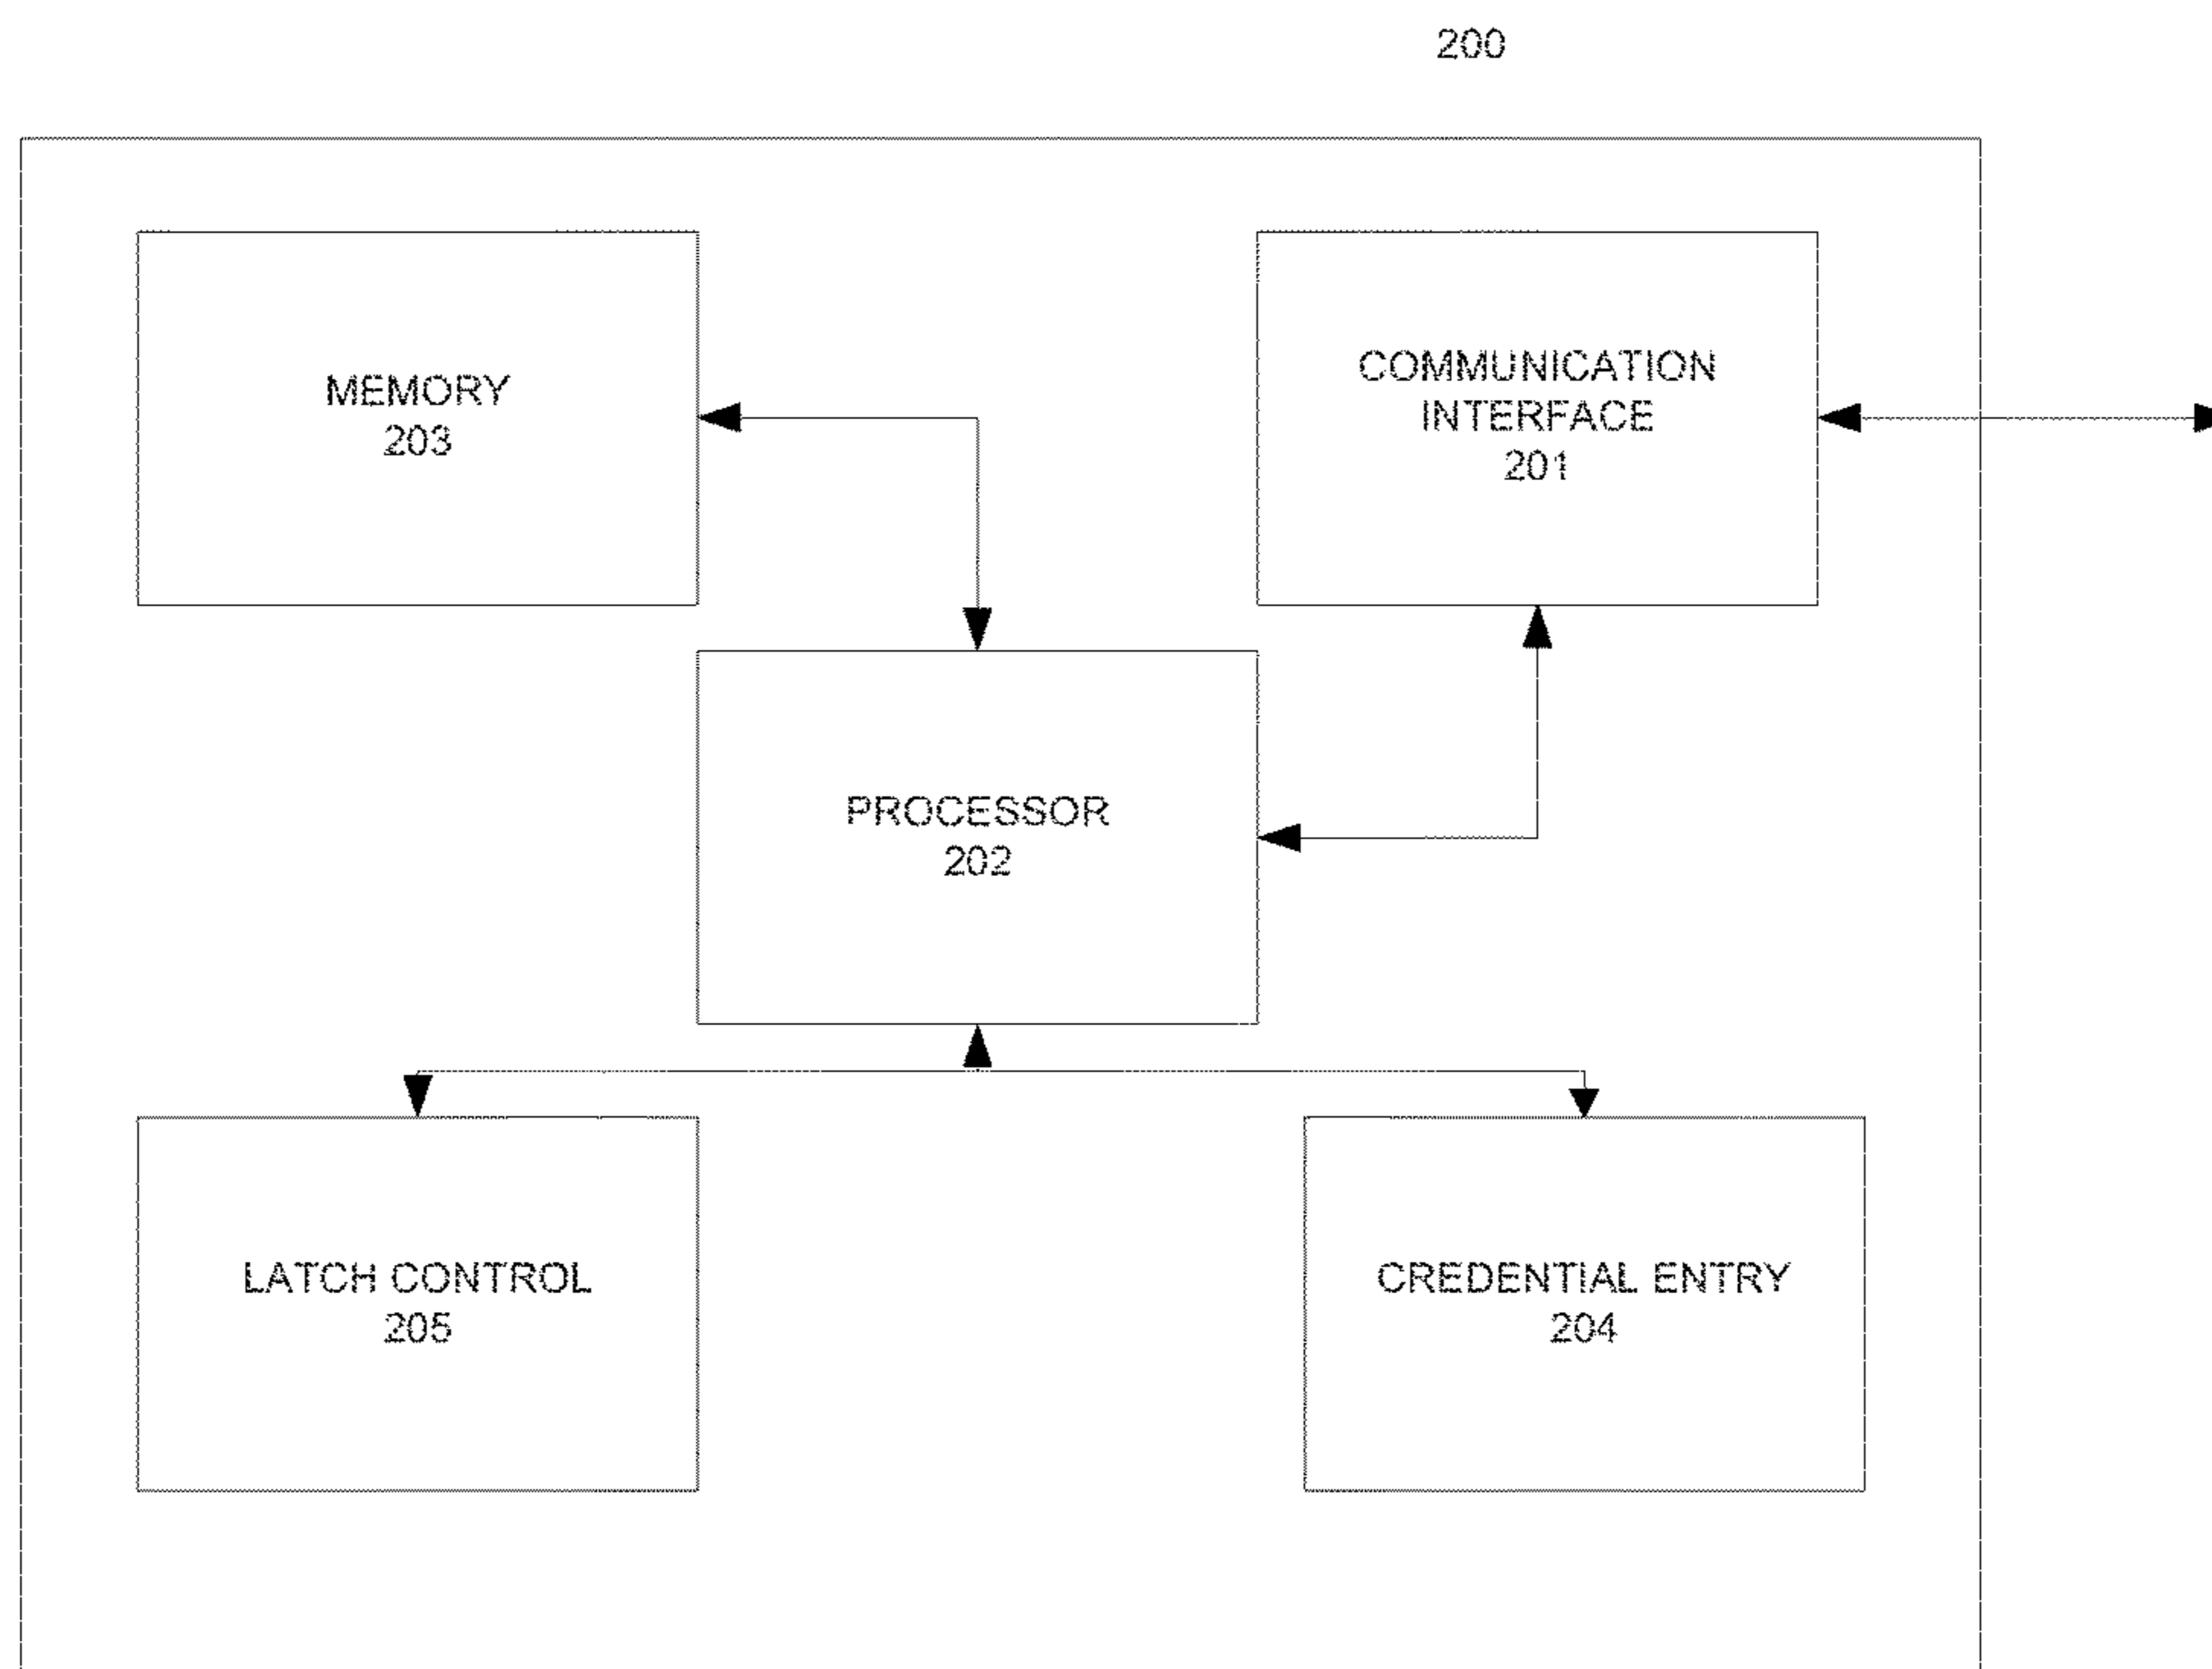 200
MEMORY
203
COMMUNICATION
INTERFACE
201
PROCESSOR
202
LATCH CONTROL
205
CREDENTIAL ENTRY
204